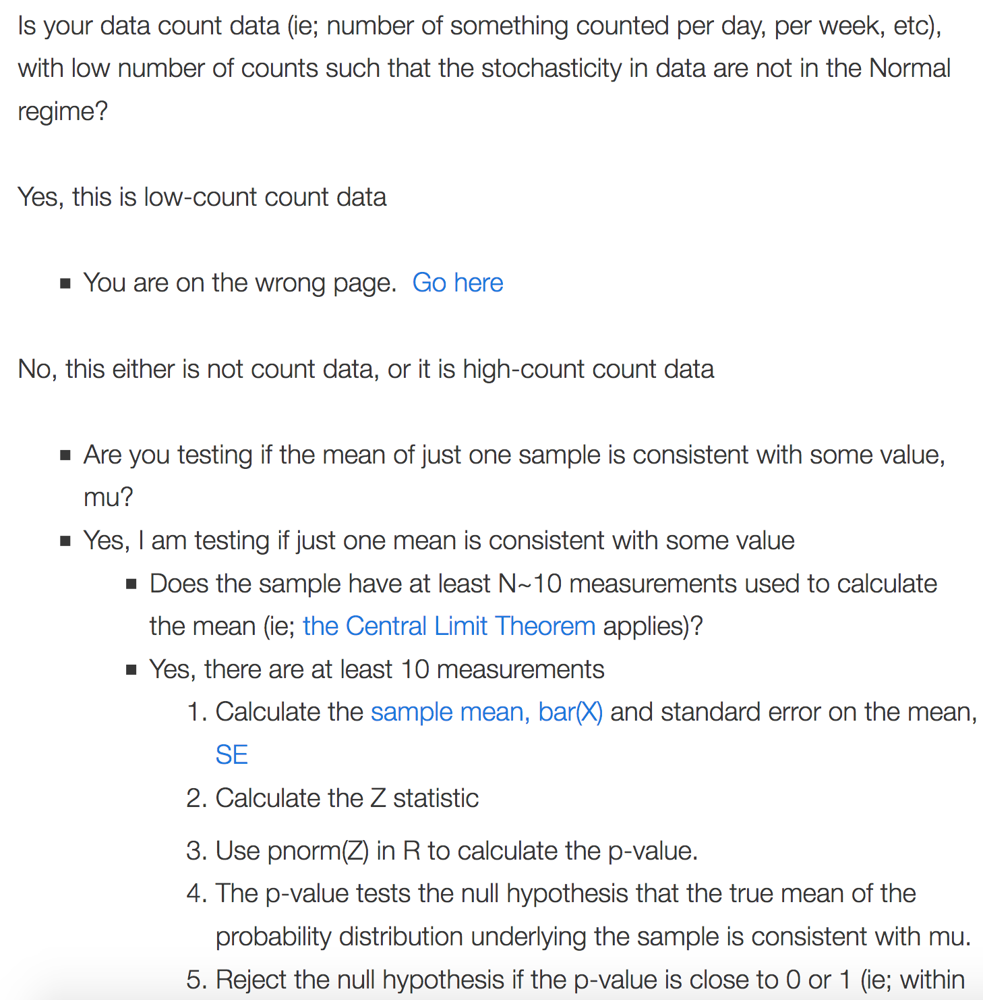 Is your data count data (ie; number of something counted per day, per week, etc),
with low number of counts such that the stochasticity in data are not in the Normal
regime?
Yes, this is low-count count data
▪ You are on the wrong page. Go here
No, this either is not count data, or it is high-count count data
▪ Are you testing if the mean of just one sample is consistent with some value,
mu?
▪ Yes, I am testing if just one mean is consistent with some value
▪ Does the sample have at least N~10 measurements used to calculate
the mean (ie; the Central Limit Theorem applies)?
▪ Yes, there are at least 10 measurements
1. Calculate the sample mean, bar(X) and standard error on the mean,
SE
2. Calculate the Z statistic
3. Use pnorm(Z) in R to calculate the p-value.
4. The p-value tests the null hypothesis that the true mean of the
probability distribution underlying the sample is consistent with mu.
5. Reject the null hypothesis if the p-value is close to 0 or 1 (ie; within